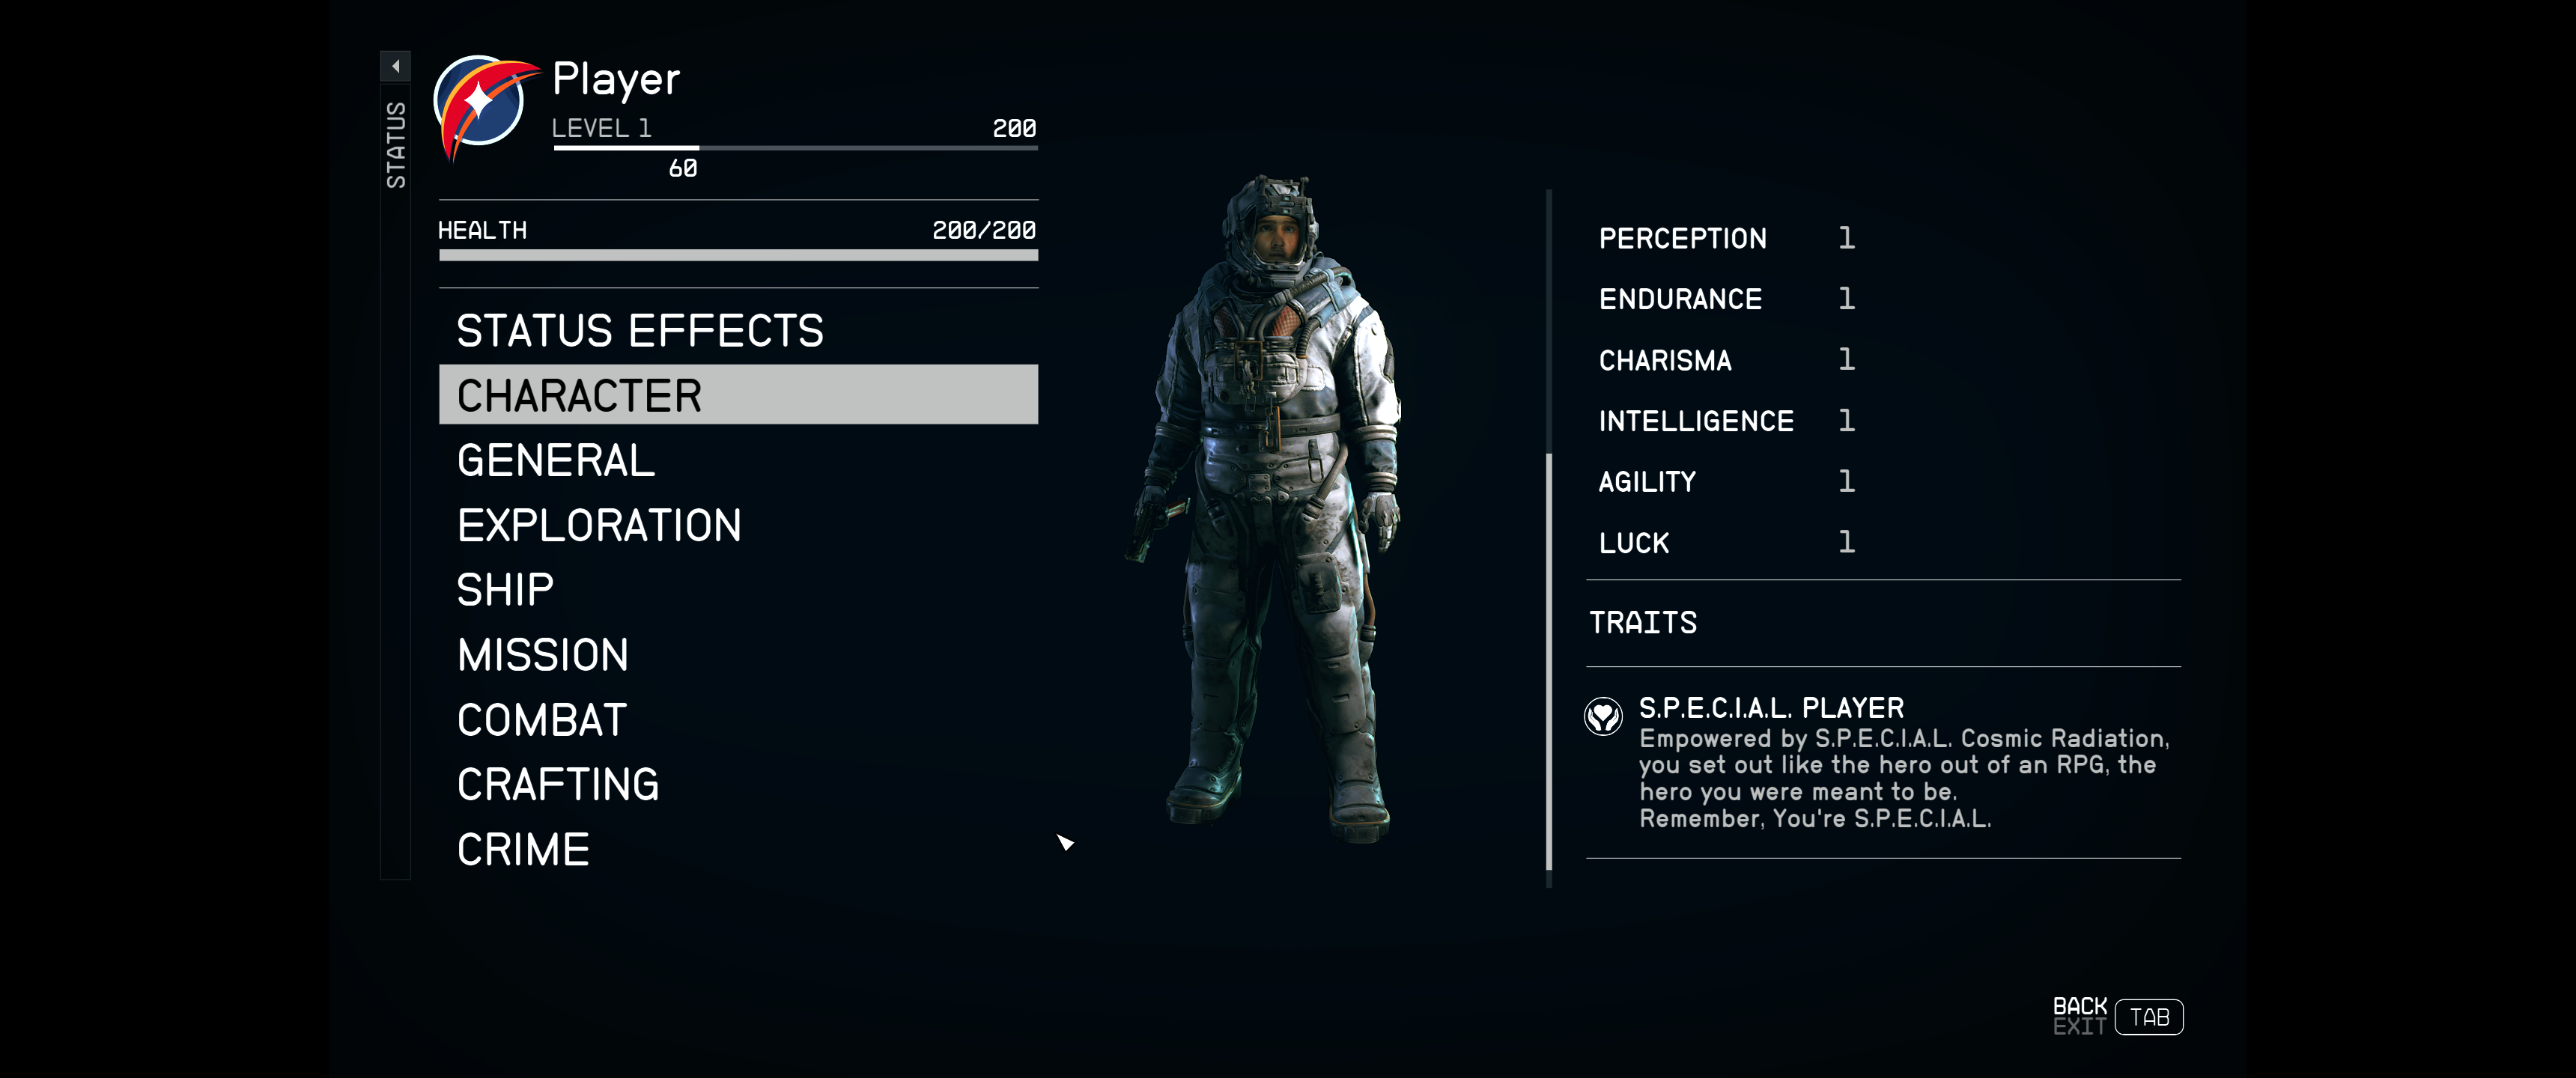 STATUS
Player
LEVEL 1 200
60
HEALTH 200/200
STATUS EFFECTS
CHARACTER
GENERAL
EXPLORATION
SHIP
MISSION
COMBAT
CRAFTING
CRIME
PERCEPTION 1
ENDURANCE 1
CHARISMA 1
INTELLIGENCE 1
AGILITY 1
LUCK 1
TRAITS
S.P.E.C.I.A.L. PLAYER
Empowered by S.P.E.C.I.A.L. Cosmic Radiation,
you set out like the hero out of an RPG, the
hero you were meant to be.
Remember, You're S.P.E.C.I.A.L.
BACK
EXIT
TAB